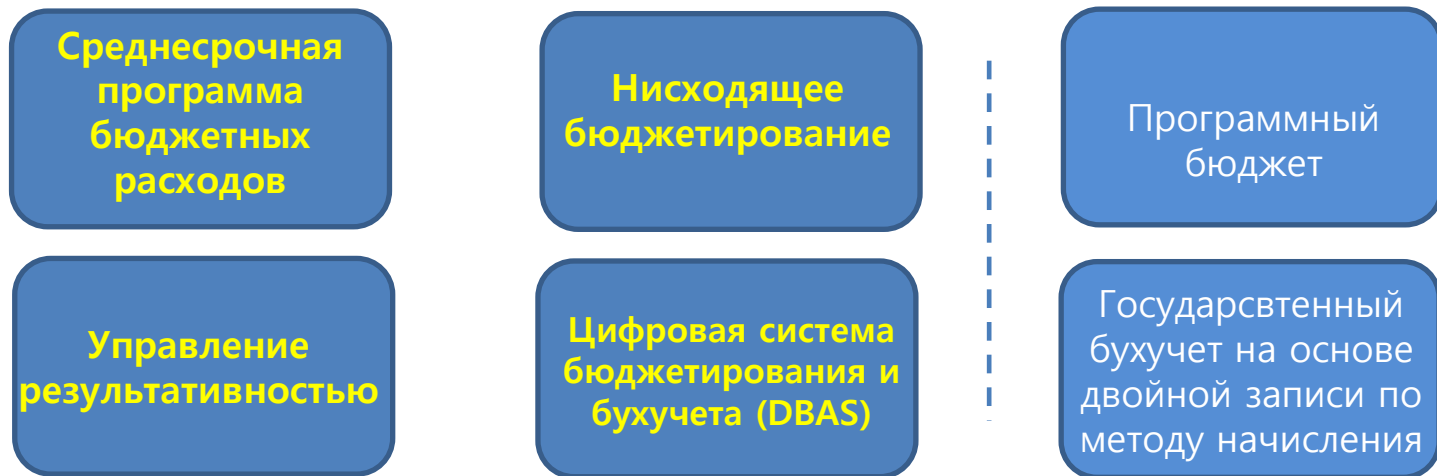 Среднесрочная
программа
бюджетных
расходов
Нисходящее
бюджетирование
Программный
бюджет
Управление
результативностью
Цифровая система
бюджетирования и
бухучета (DBAS)
Государсвтенный
бухучет на основе
двойной записи по
методу начисления